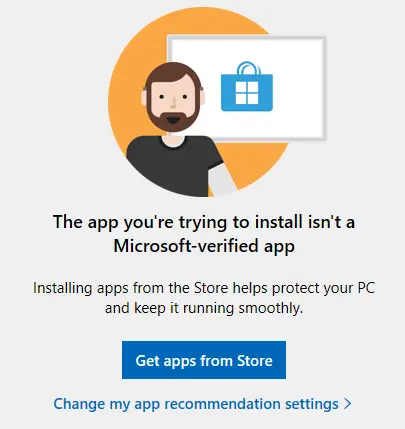 The app you're trying to install isn't a
Microsoft-verified app
Installing apps from the Store helps protect your PC
and keep it running smoothly.
Get apps from Store
Change my app recommendation settings >